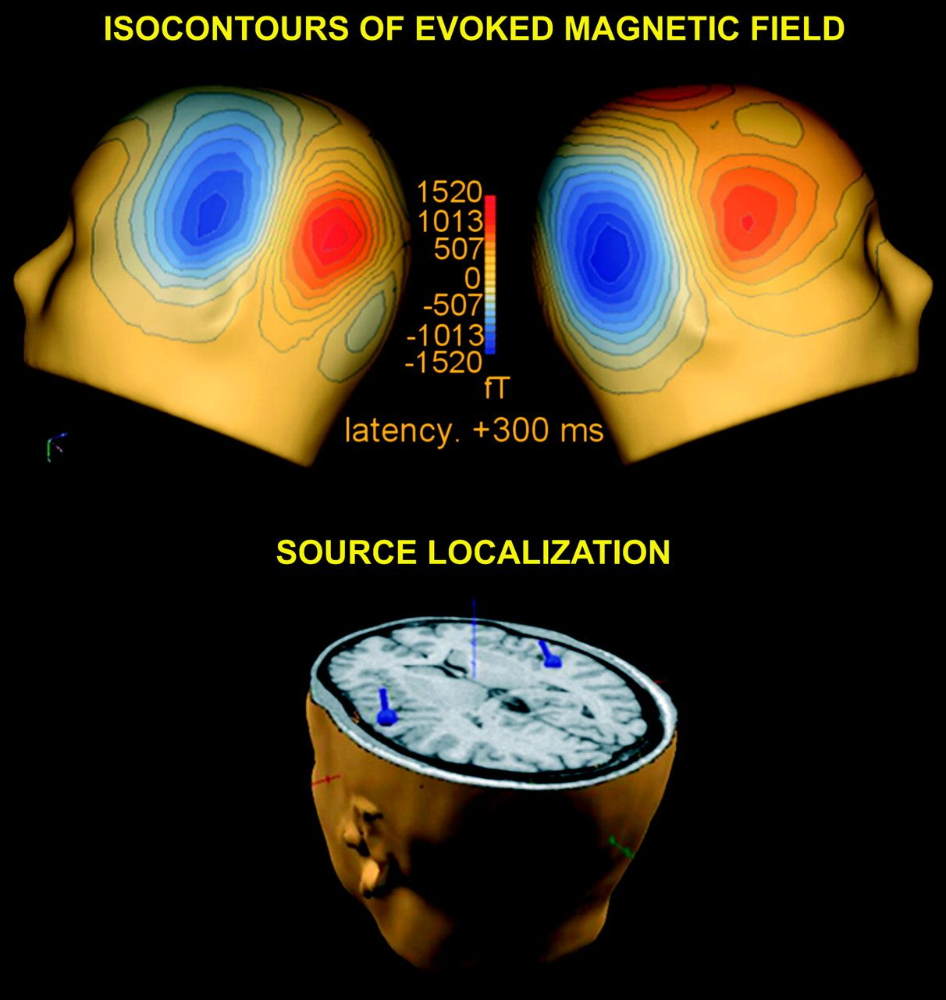 ISOCONTOURS OF EVOKED MAGNETIC FIELD
1520
1013
507
0
-507
-1013
-1520
fT
latency. +300 ms
SOURCE LOCALIZATION